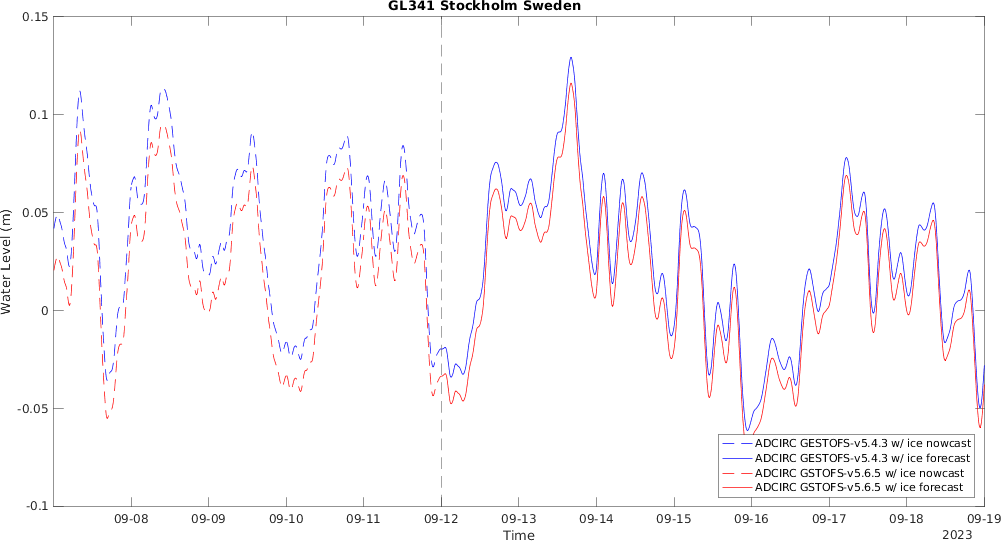 GL341 Stockholm Sweden
0.15
0.1
0.05
0
-0.05
-0.1
Water Level (m)
ADCIRC GESTOFS-v5.4.3 w/ ice nowcast
ADCIRC GESTOFS-v5.4.3 w/ ice forecast
ADCIRC GSTOFS-v5.6.5 w/ ice nowcast
ADCIRC GSTOFS-v5.6.5 w/ ice forecast
09-08 09-09 09-10 09-11 09-12 09-13 09-14 09-15 09-16 09-17 09-18 09-19
Time 2023